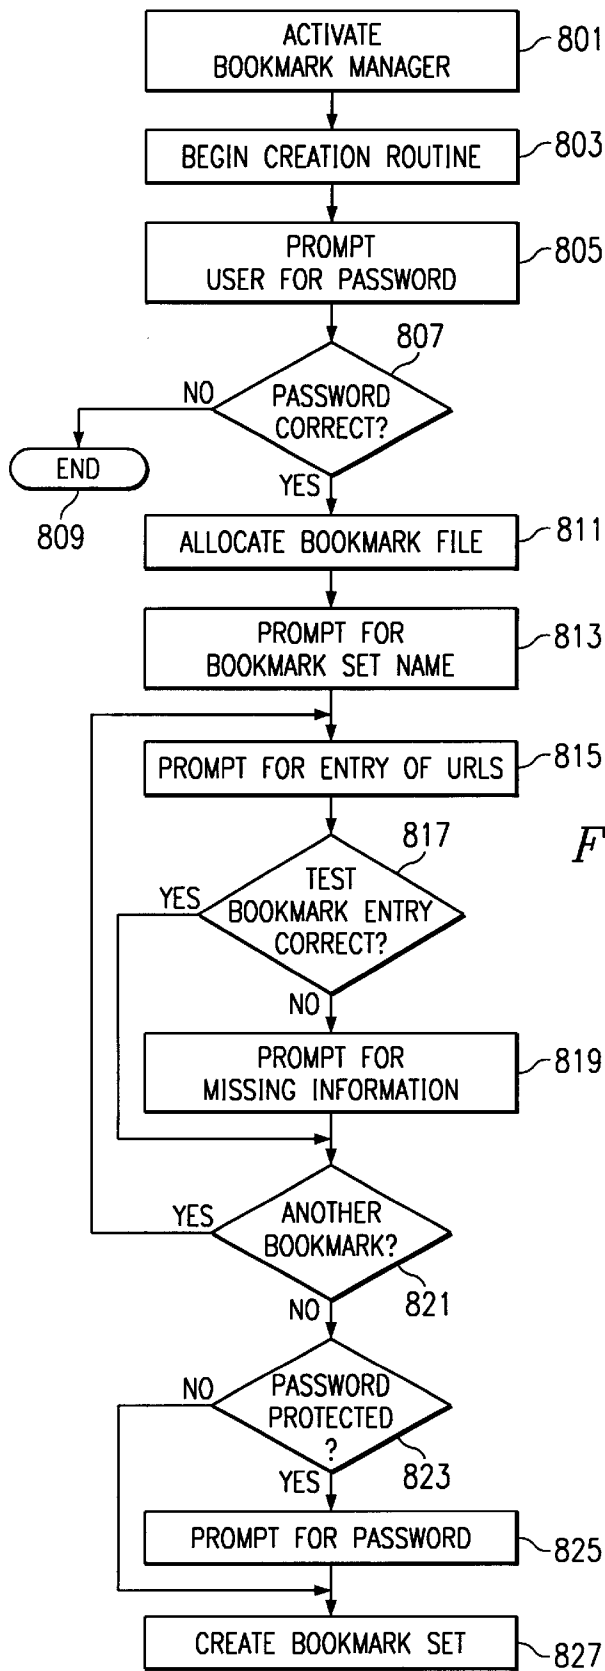 ACTIVATE
BOOKMARK MANAGER
801
BEGIN CREATION ROUTINE
803
PROMPT
USER FOR PASSWORD
805
807
PASSWORD
CORRECT?
NO
END
809
YES
ALLOCATE BOOKMARK FILE
811
PROMPT FOR
BOOKMARK SET NAME
813
PROMPT FOR ENTRY OF URLS
815
817
TEST
BOOKMARK ENTRY
CORRECT?
YES
F
NO
PROMPT FOR
MISSING INFORMATION
819
ANOTHER
BOOKMARK?
YES
821
NO
PASSWORD
PROTECTED
?
NO
823
YES
PROMPT FOR PASSWORD
825
CREATE BOOKMARK SET
827